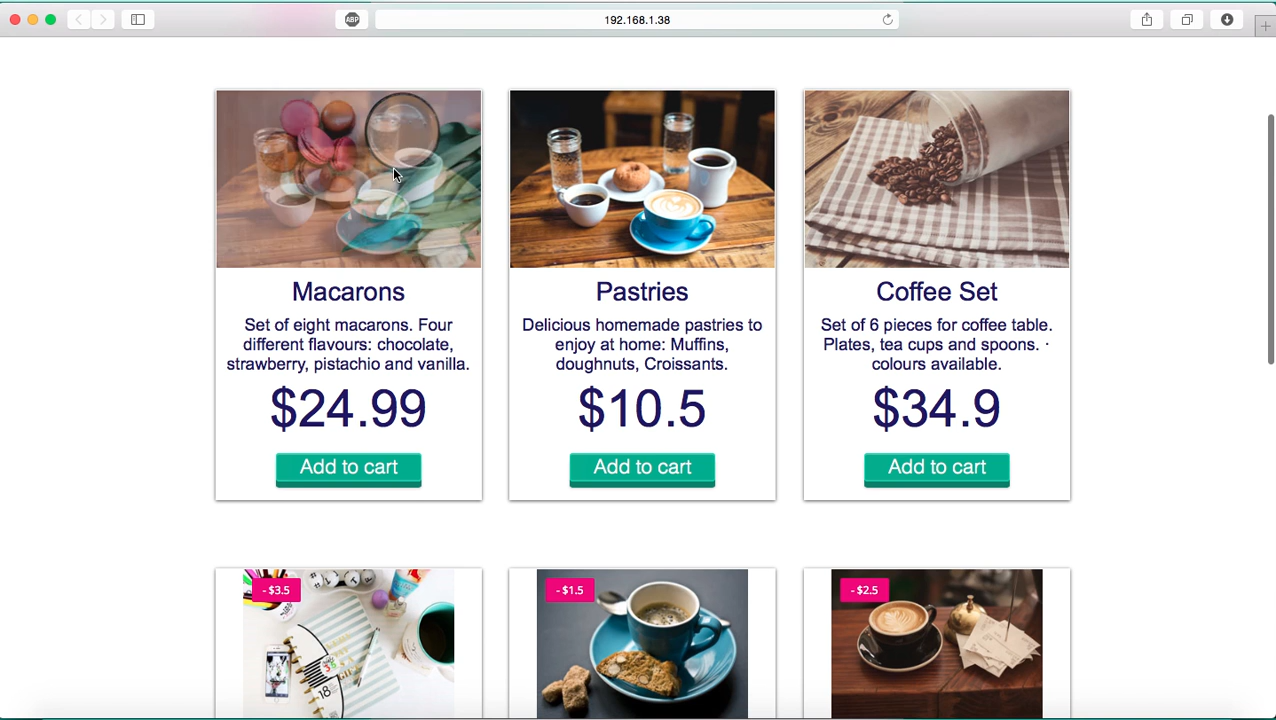 ABP
192.168.1.38
Macarons
Set of eight macarons. Four
different flavours: chocolate,
strawberry, pistachio and vanilla.
$24.99
Add to cart
Pastries
Delicious homemade pastries to
enjoy at home: Muffins,
doughnuts, Croissants.
$10.5
Add to cart
Coffee Set
Set of 6 pieces for coffee table.
Plates, tea cups and spoons. ·
colours available.
$34.9
Add to cart
- $3.5
- $1.5
- $2.5
18